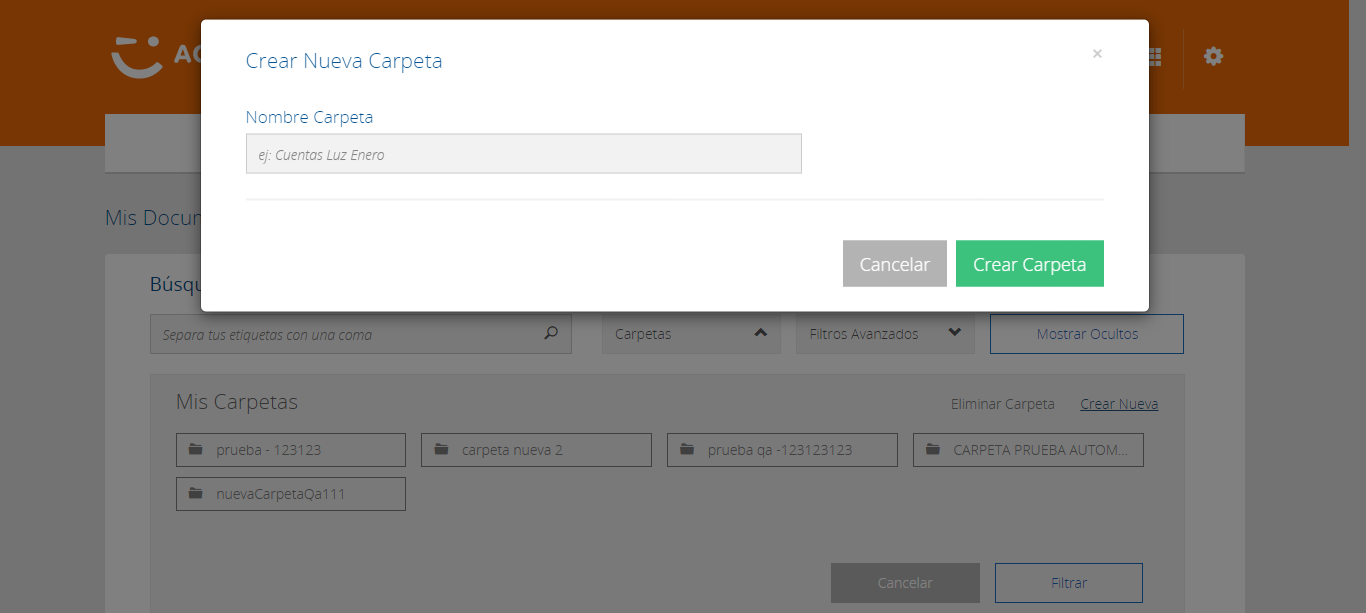 Crear Nueva Carpeta
×
Nombre Carpeta
ej: Cuentas Luz Enero
Cancelar
Crear Carpeta
Mis
Separa tus etiquetas con una coma
Carpetas
Filtros Avanzados
Mostrar Ocultos
Mis Carpetas
Eliminar Carpeta
Crear Nueva
prueba - 123123
carpeta nueva 2
prueba qa -123123123
CARPETA PRUEBA AUTOM...
nuevaCarpetaQa111
Cancelar
Filtrar